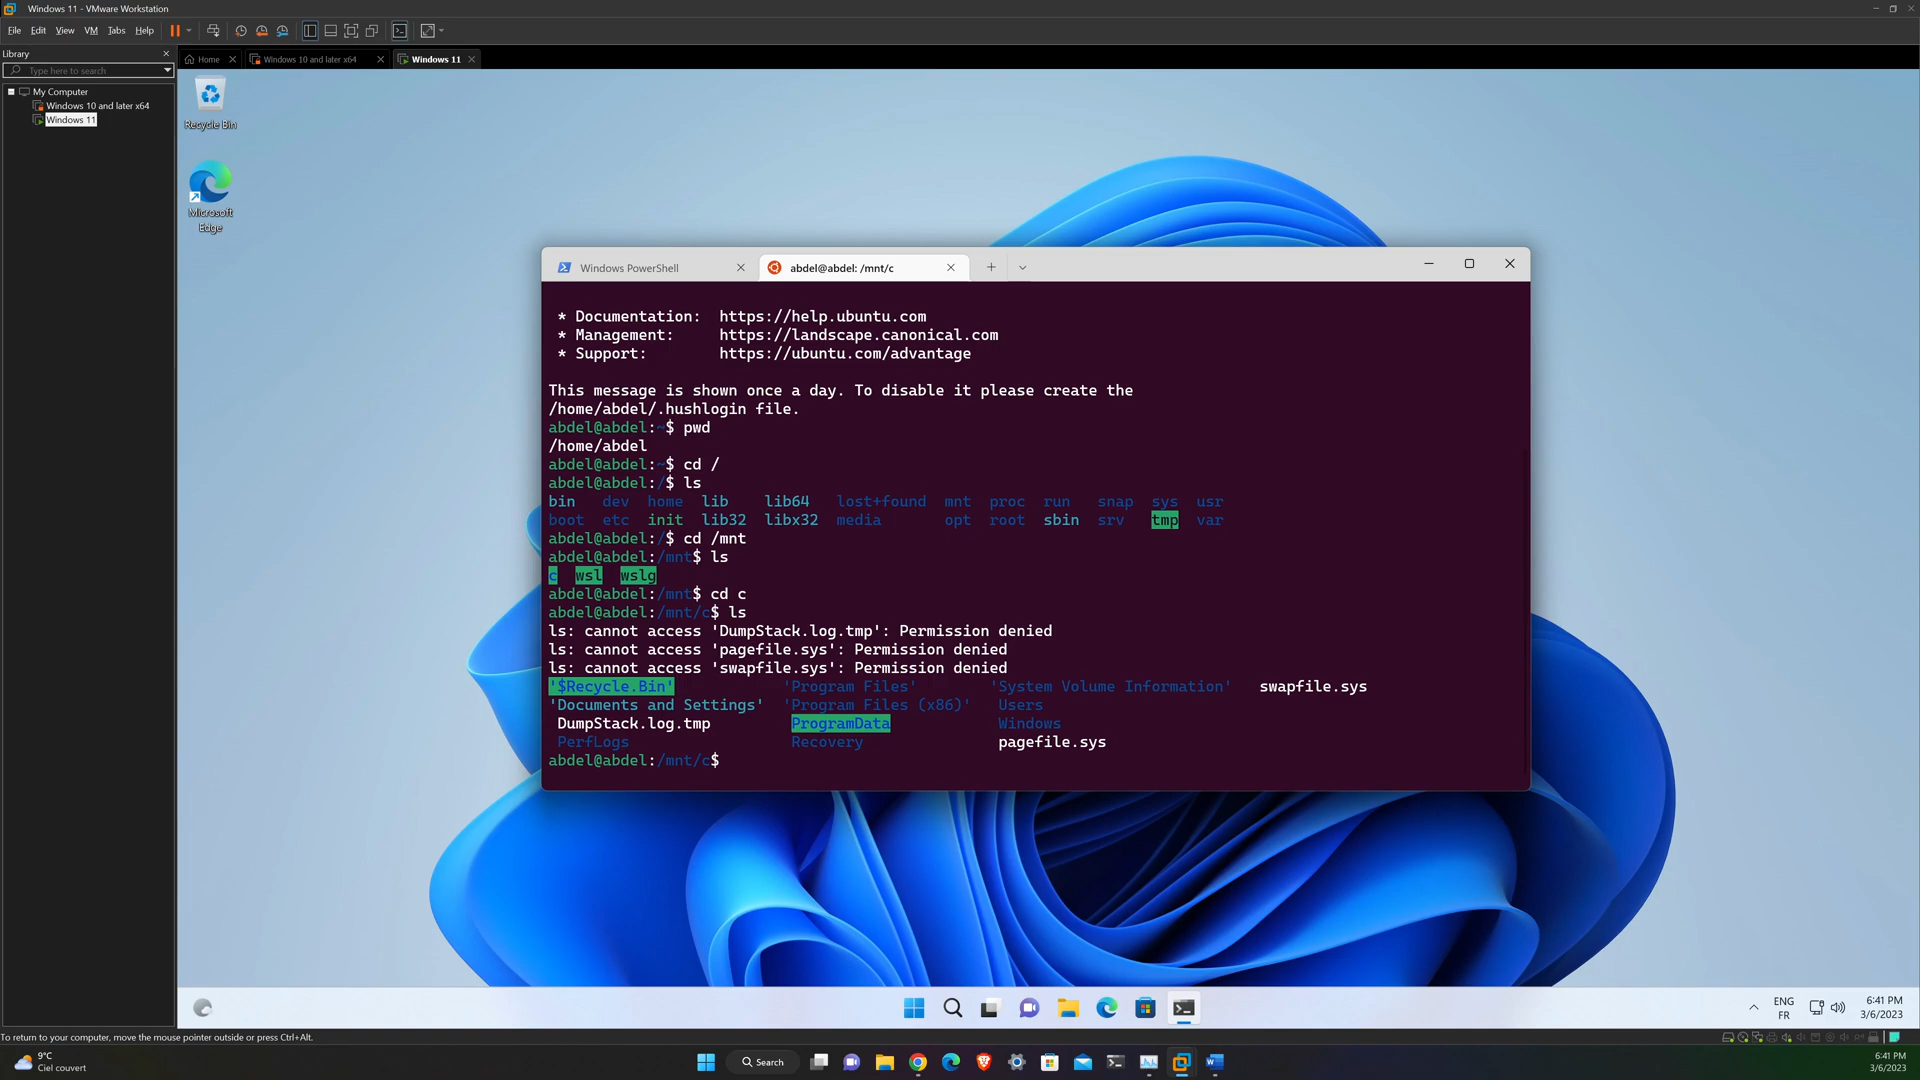 Windows 11 - VMware Workstation
File Edit View VM Tabs Help
Library
Type here to search
My Computer
Windows 10 and later x64
Windows 11
Home
Windows 10 and later x64
Windows 11
Recycle Bin
Microsoft
Edge
Windows PowerShell
abdel@abdel: /mnt/c
* Documentation:  https://help.ubuntu.com
* Management:     https://landscape.canonical.com
* Support:        https://ubuntu.com/advantage
This message is shown once a day. To disable it please create the
/home/abdel/.hushlogin file.
abdel@abdel:~$ pwd
/home/abdel
abdel@abdel:~$ cd /
abdel@abdel:/$ ls
bin   dev  home  lib    lib64   lost+found  mnt  proc  run   snap  sys  usr
boot  etc  init  lib32  libx32  media       opt  root  sbin  srv   tmp  var
abdel@abdel:/$ cd /mnt
abdel@abdel:/mnt$ ls
c  wsl  wslg
abdel@abdel:/mnt$ cd c
abdel@abdel:/mnt/c$ ls
ls: cannot access 'DumpStack.log.tmp': Permission denied
ls: cannot access 'pagefile.sys': Permission denied
ls: cannot access 'swapfile.sys': Permission denied
'$Recycle.Bin'             'Program Files'         'System Volume Information'   swapfile.sys
'Documents and Settings'  'Program Files (x86)'   Users
DumpStack.log.tmp         ProgramData            Windows
PerfLogs                  Recovery               pagefile.sys
abdel@abdel:/mnt/c$
ENG
FR
6:41 PM
3/6/2023
To return to your computer, move the mouse pointer outside or press Ctrl+Alt.
9°C
Ciel couvert
Search
6:41 PM
3/6/2023